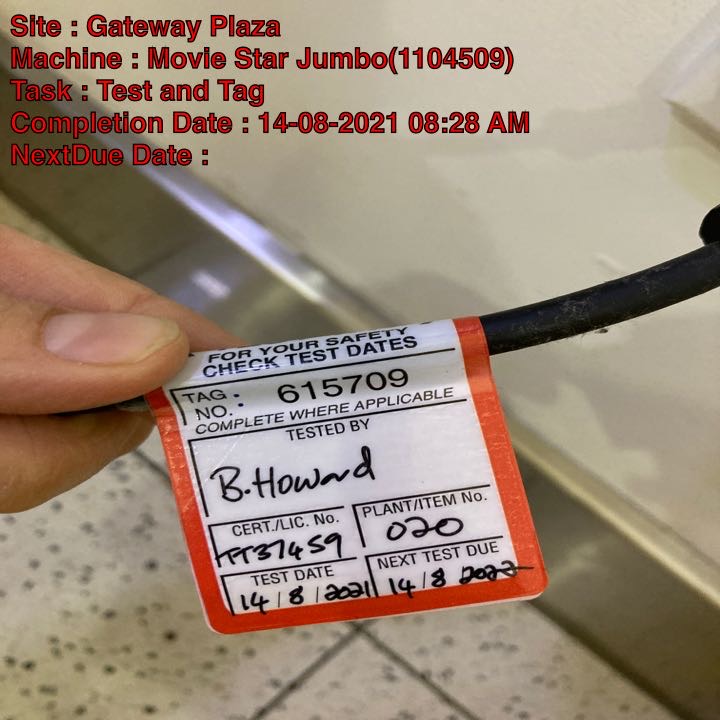 Site : Gateway Plaza
Machine : Movie Star Jumbo(1104509)
Task : Test and Tag
Completion Date : 14-08-2021 08:28 AM
NextDue Date :
FOR YOUR SAFETY
CHECK TEST DATES
TAG NO. : 615709
COMPLETE WHERE APPLICABLE
TESTED BY
B.Howard
CERT./LIC. No. PLANT/ITEM No.
TT37459 020
TEST DATE NEXT TEST DUE
14 / 8 / 2021 14 / 8 2022